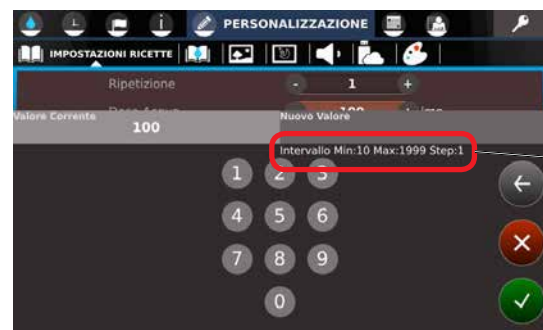 PERSONALIZZAZIONE
IMPOSTAZIONI RICETTE
Ripetizione - 1 +
Valore Corrente
100
Nuovo Valore
Intervallo Min:10 Max:1999 Step:1
1 2 3
4 5 6
7 8 9
0